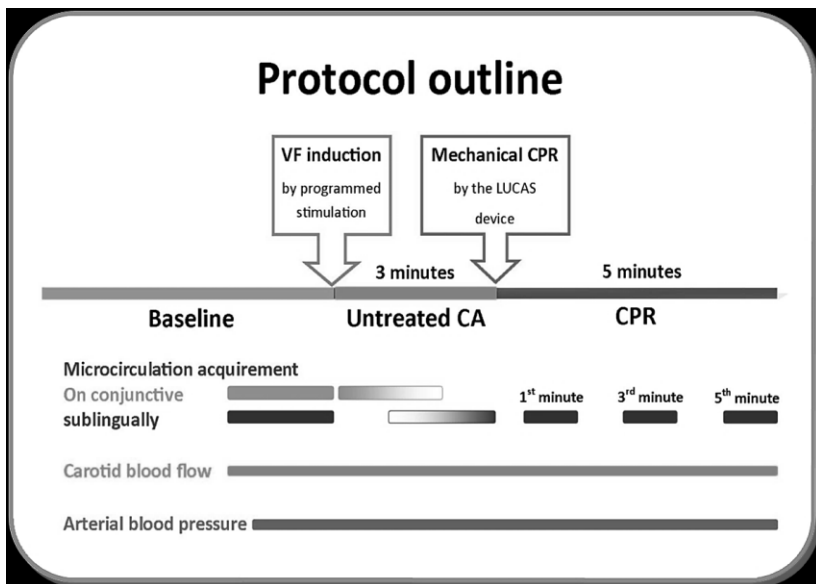 Protocol outline
VF induction
by programmed
stimulation
Mechanical CPR
by the LUCAS
device
3 minutes
5 minutes
Baseline
Untreated CA
CPR
Microcirculation acquirement
On conjunctive
sublingually
1st minute
3rd minute
5th minute
Carotid blood flow
Arterial blood pressure